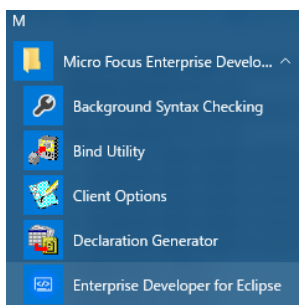 M
Micro Focus Enterprise Develo...
Background Syntax Checking
Bind Utility
Client Options
Declaration Generator
Enterprise Developer for Eclipse